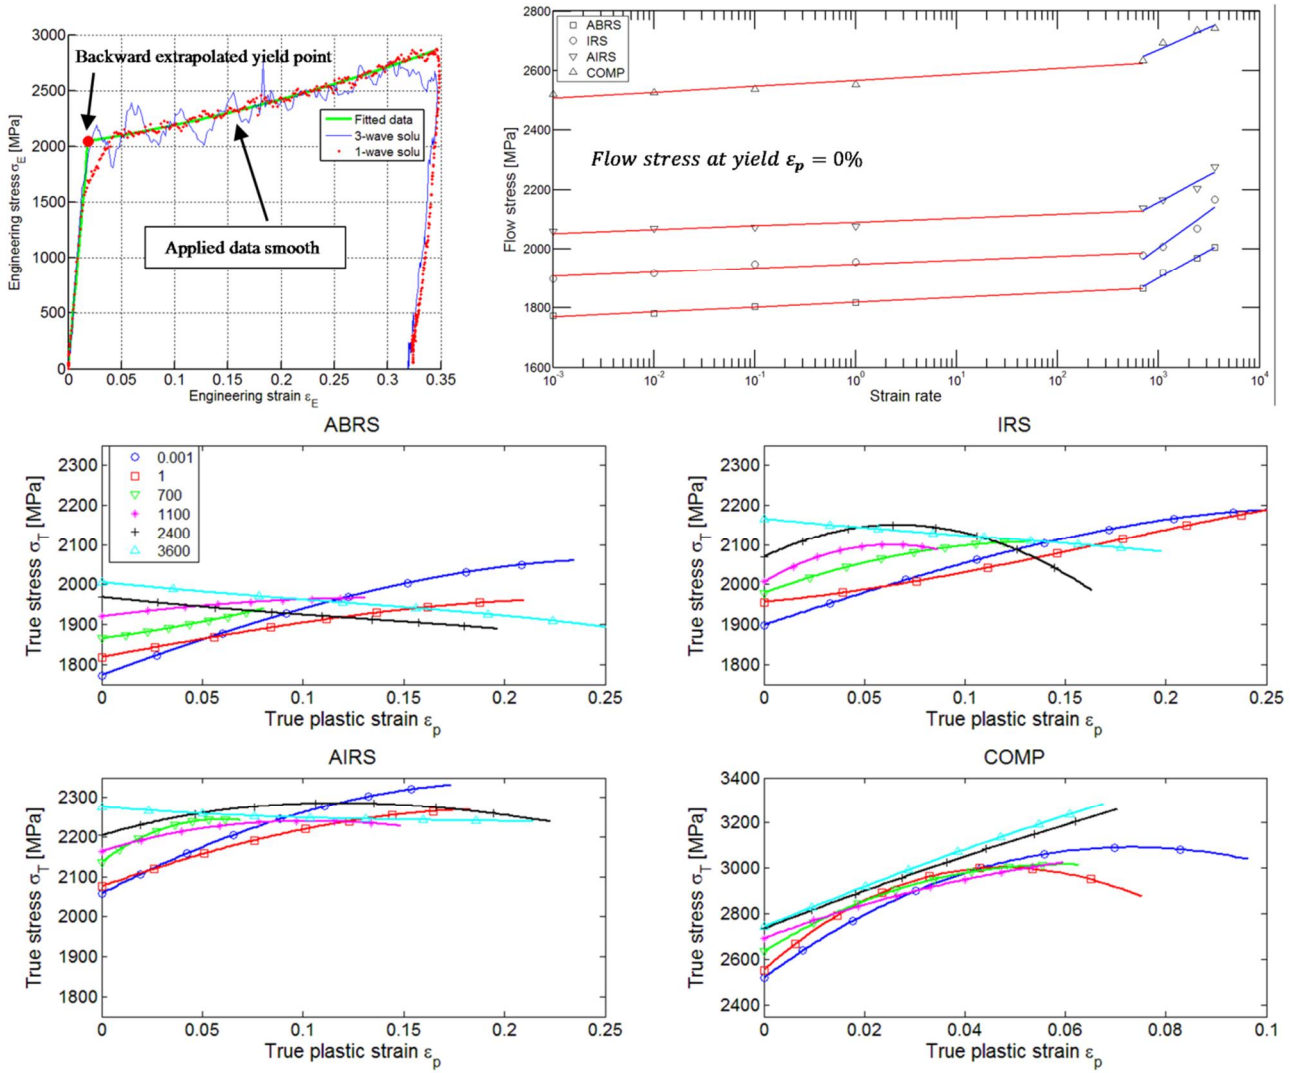 3000
2500
2000
1500
1000
500
0
Engineering stress σ_E [MPa]
Backward extrapolated yield point
Fitted data
3-wave solu
1-wave solu
Applied data smooth
0 0.05 0.1 0.15 0.2 0.25 0.3 0.35
Engineering strain ε_E
2800
2600
2400
2200
2000
1800
1600
Flow stress [MPa]
ABRS
IRS
AIRS
COMP
Flow stress at yield ε_p = 0%
10^-3 10^-2 10^-1 10^0 10^1 10^2 10^3 10^4
Strain rate
ABRS
2300
2200
2100
2000
1900
1800
True stress σ_T [MPa]
0.001
1
700
1100
2400
3600
0 0.05 0.1 0.15 0.2 0.25
True plastic strain ε_p
IRS
2300
2200
2100
2000
1900
1800
True stress σ_T [MPa]
0 0.05 0.1 0.15 0.2 0.25
True plastic strain ε_p
AIRS
2300
2200
2100
2000
1900
1800
True stress σ_T [MPa]
0 0.05 0.1 0.15 0.2 0.25
True plastic strain ε_p
COMP
3400
3200
3000
2800
2600
2400
True stress σ_T [MPa]
0 0.02 0.04 0.06 0.08 0.1
True plastic strain ε_p